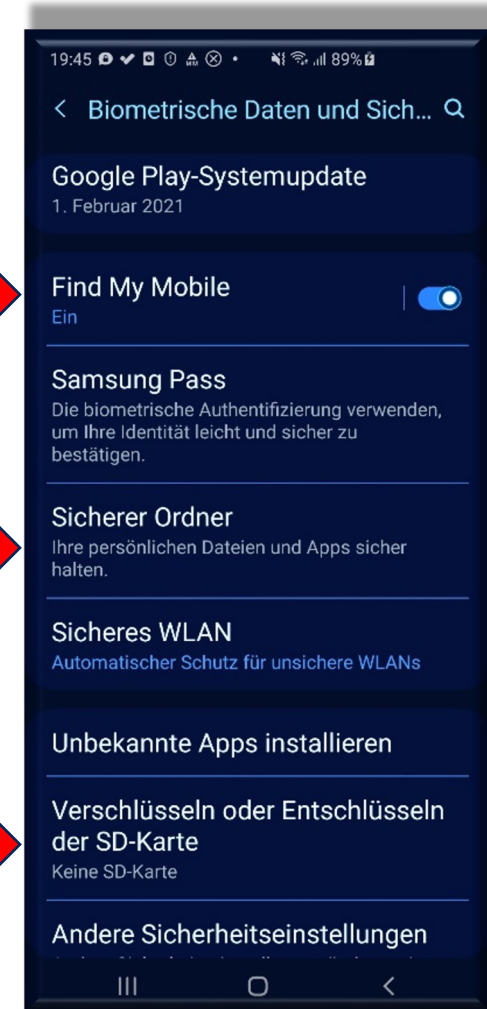 19:45
89%
Biometrische Daten und Sich...
Google Play-Systemupdate
1. Februar 2021
Find My Mobile
Ein
Samsung Pass
Die biometrische Authentifizierung verwenden,
um Ihre Identität leicht und sicher zu
bestätigen.
Sicherer Ordner
Ihre persönlichen Dateien und Apps sicher
halten.
Sicheres WLAN
Automatischer Schutz für unsichere WLANs
Unbekannte Apps installieren
Verschlüsseln oder Entschlüsseln
der SD-Karte
Keine SD-Karte
Andere Sicherheitseinstellungen